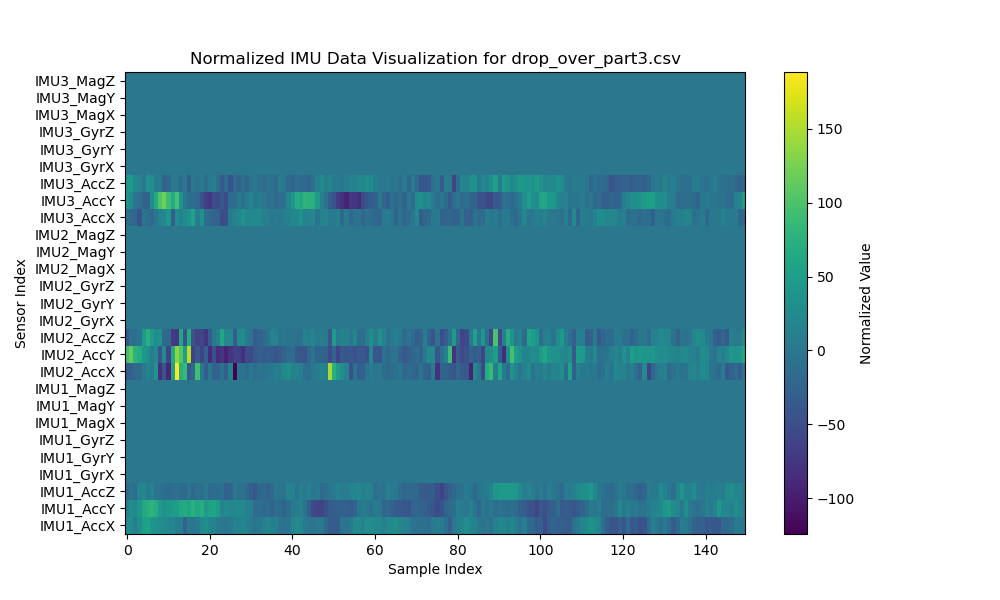 Normalized IMU Data Visualization for drop_over_part3.csv
IMU3_MagZ
IMU3_MagY
IMU3_MagX
IMU3_GyrZ
IMU3_GyrY
IMU3_GyrX
IMU3_AccZ
IMU3_AccY
IMU3_AccX
IMU2_MagZ
IMU2_MagY
IMU2_MagX
IMU2_GyrZ
IMU2_GyrY
IMU2_GyrX
IMU2_AccZ
IMU2_AccY
IMU2_AccX
IMU1_MagZ
IMU1_MagY
IMU1_MagX
IMU1_GyrZ
IMU1_GyrY
IMU1_GyrX
IMU1_AccZ
IMU1_AccY
IMU1_AccX
Sensor Index
0 20 40 60 80 100 120 140
Sample Index
150
100
50
0
−50
−100
Normalized Value